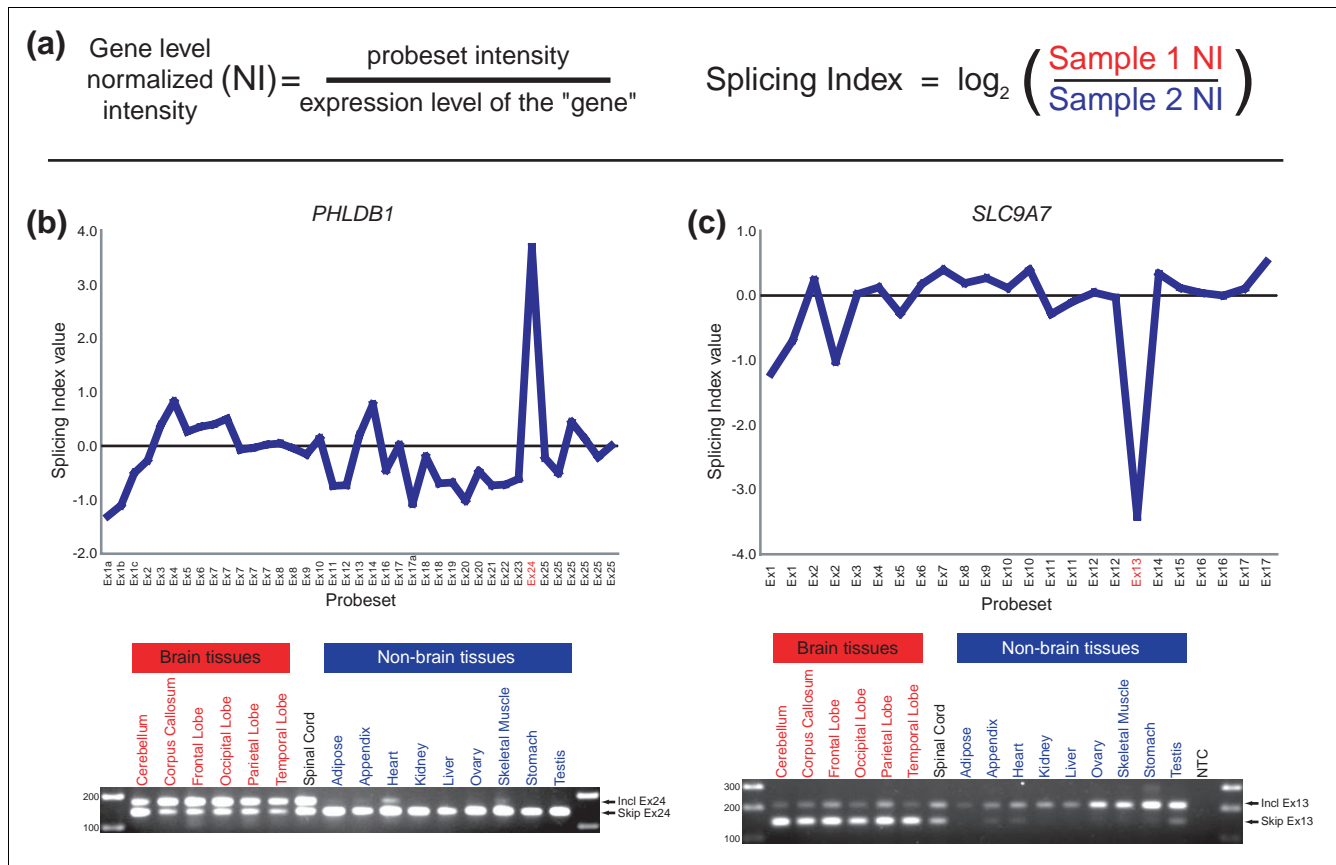 (a)
Gene level
normalized
intensity
(NI) =
probeset intensity
expression level of the "gene"
Splicing Index = log2 ( Sample 1 NI
Sample 2 NI )
(b)
PHLDB1
4.0
3.0
2.0
1.0
0.0
-1.0
-2.0
Splicing Index value
Ex1a
Ex1b
Ex1c
Ex2
Ex3
Ex4
Ex5
Ex6
Ex7
Ex7
Ex7
Ex7
Ex7
Ex8
Ex8
Ex9
Ex10
Ex11
Ex12
Ex13
Ex14
Ex16
Ex17
Ex17a
Ex18
Ex18
Ex19
Ex20
Ex20
Ex21
Ex22
Ex23
Ex24
Ex25
Ex25
Ex25
Ex25
Ex25
Ex25
Probeset
Brain tissues
Non-brain tissues
Cerebellum
Corpus Callosum
Frontal Lobe
Occipital Lobe
Parietal Lobe
Temporal Lobe
Spinal Cord
Adipose
Appendix
Heart
Kidney
Liver
Ovary
Skeletal Muscle
Stomach
Testis
200
100
Incl Ex24
Skip Ex24
(c)
SLC9A7
1.0
0.0
-1.0
-2.0
-3.0
-4.0
Splicing Index value
Ex1
Ex1
Ex2
Ex2
Ex3
Ex4
Ex5
Ex6
Ex7
Ex8
Ex9
Ex10
Ex10
Ex11
Ex11
Ex12
Ex12
Ex13
Ex14
Ex15
Ex16
Ex16
Ex17
Ex17
Probeset
Brain tissues
Non-brain tissues
Cerebellum
Corpus Callosum
Frontal Lobe
Occipital Lobe
Parietal Lobe
Temporal Lobe
Spinal Cord
Adipose
Appendix
Heart
Kidney
Liver
Ovary
Skeletal Muscle
Stomach
Testis
NTC
300
200
100
Incl Ex13
Skip Ex13